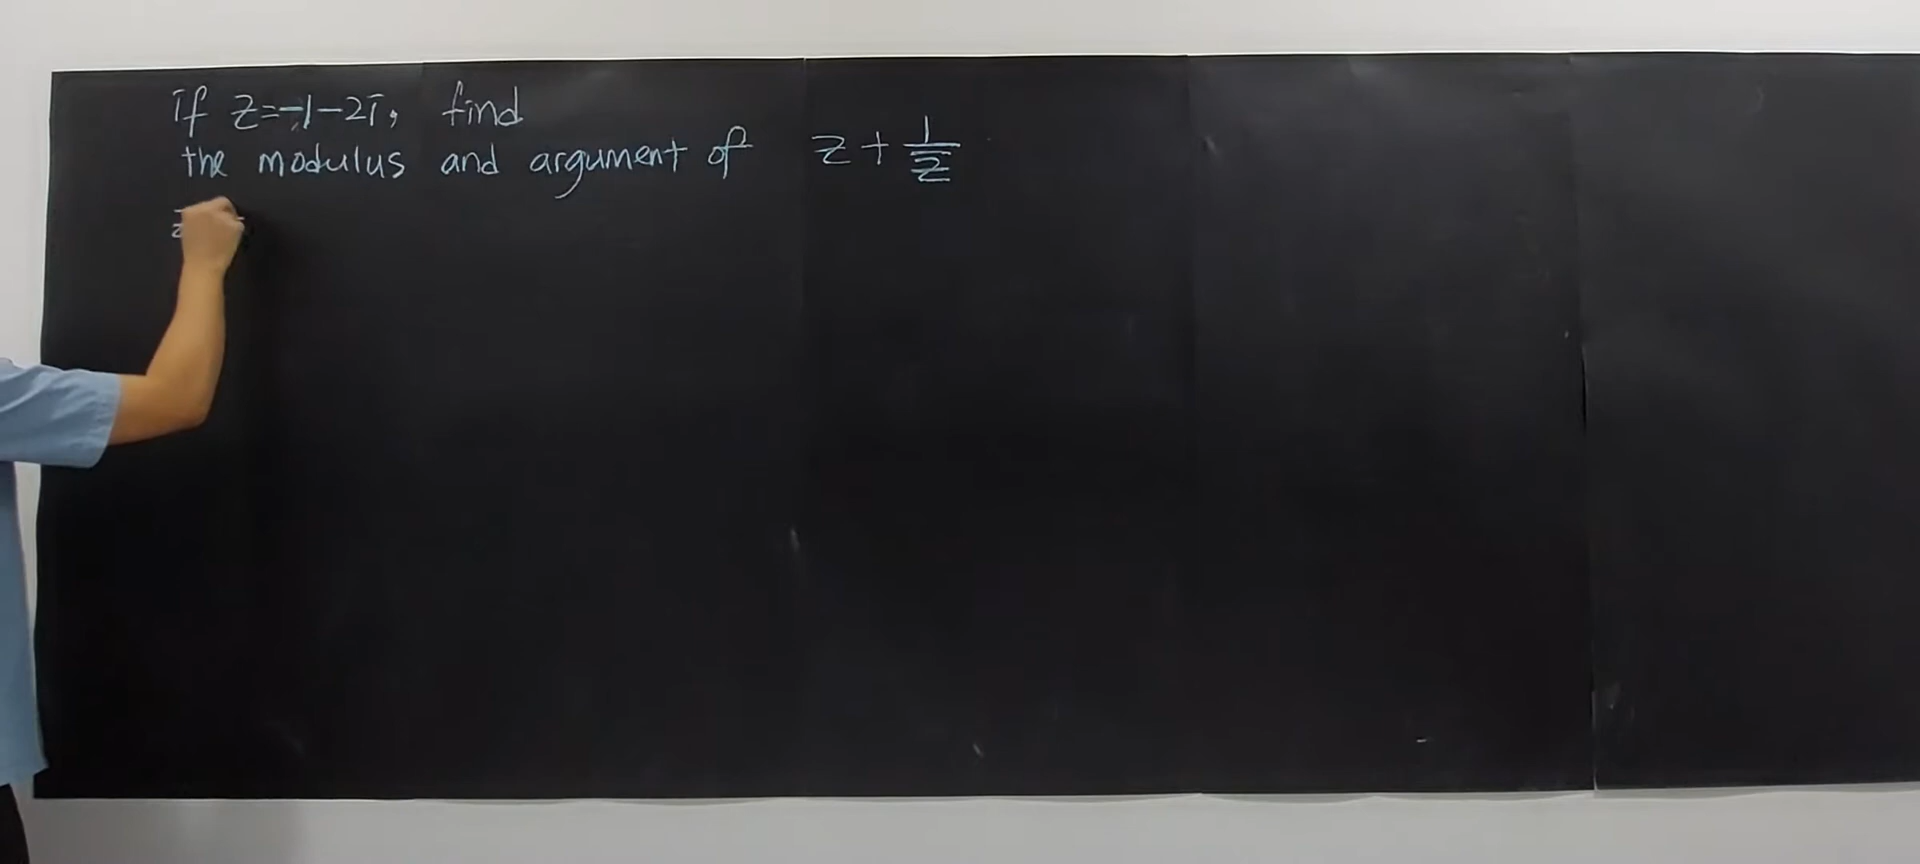 If z=-1-2i, find
the modulus and argument of z + 1/z̄
z̄